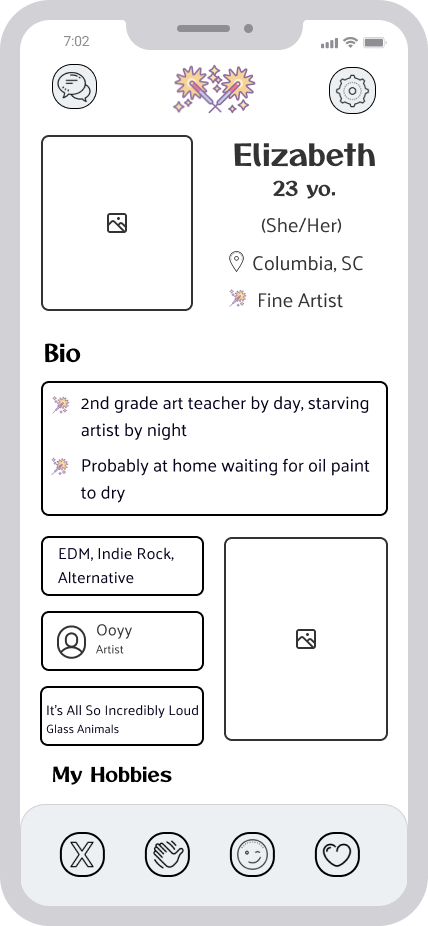 7:02
Elizabeth
23 yo.
(She/Her)
Columbia, SC
Fine Artist
Bio
2nd grade art teacher by day, starving
artist by night
Probably at home waiting for oil paint
to dry
EDM, Indie Rock,
Alternative
Ooyy
Artist
It's All So Incredibly Loud
Glass Animals
My Hobbies